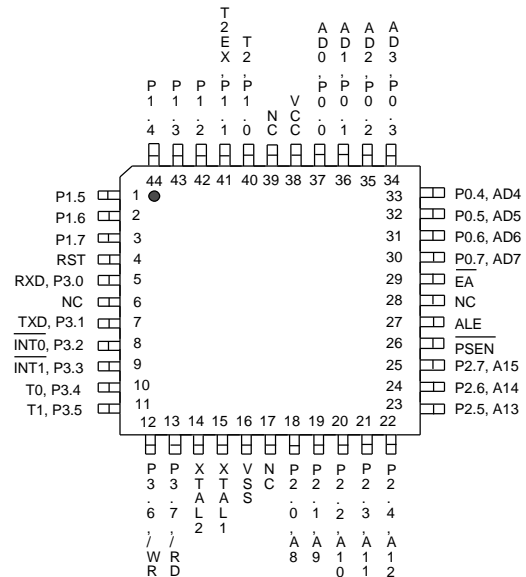 P1.4
P1.3
P1.2
T2EX,P1.1
T2,P1.0
NC
VCC
AD0,P0.0
AD1,P0.1
AD2,P0.2
AD3,P0.3
44 43 42 41 40 39 38 37 36 35 34
P1.5 1
P1.6 2
P1.7 3
RST 4
RXD, P3.0 5
NC 6
TXD, P3.1 7
INT0, P3.2 8
INT1, P3.3 9
T0, P3.4 10
T1, P3.5 11
33 P0.4, AD4
32 P0.5, AD5
31 P0.6, AD6
30 P0.7, AD7
29 EA
28 NC
27 ALE
26 PSEN
25 P2.7, A15
24 P2.6, A14
23 P2.5, A13
12 13 14 15 16 17 18 19 20 21 22
P3.6,/WR
P3.7,/RD
XTAL2
XTAL1
VSS
NC
P2.0,A8
P2.1,A9
P2.2,A10
P2.3,A11
P2.4,A12